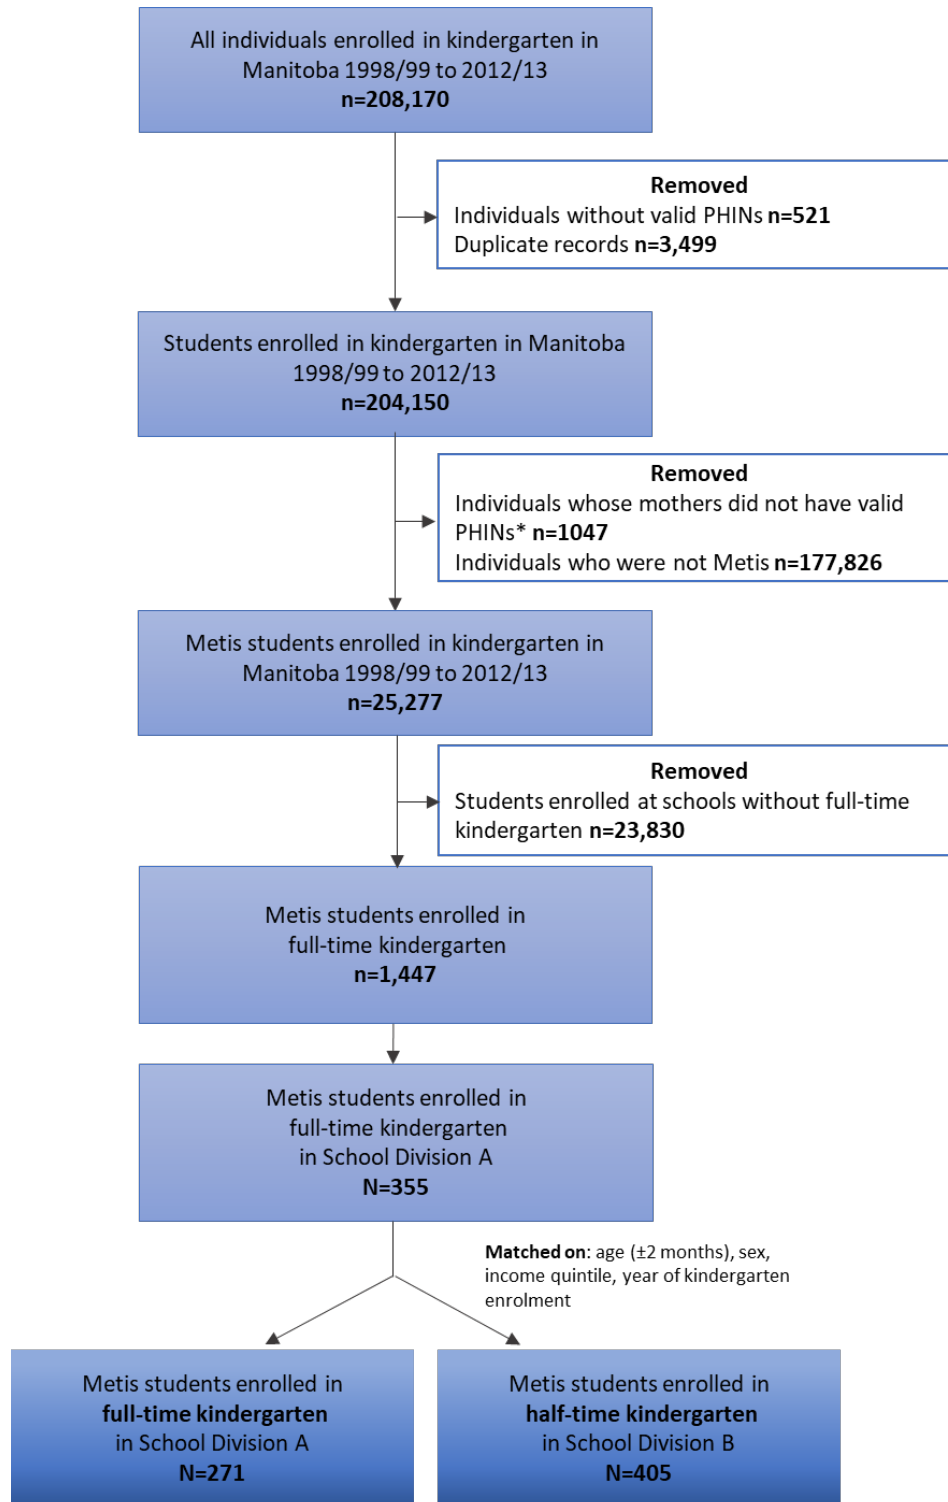 All individuals enrolled in kindergarten in
Manitoba 1998/99 to 2012/13
n=208,170
Removed
Individuals without valid PHINs n=521
Duplicate records n=3,499
Students enrolled in kindergarten in Manitoba
1998/99 to 2012/13
n=204,150
Removed
Individuals whose mothers did not have valid
PHINs* n=1047
Individuals who were not Metis n=177,826
Metis students enrolled in kindergarten in
Manitoba 1998/99 to 2012/13
n=25,277
Removed
Students enrolled at schools without full-time
kindergarten n=23,830
Metis students enrolled in
full-time kindergarten
n=1,447
Metis students enrolled in
full-time kindergarten
in School Division A
N=355
Matched on: age (±2 months), sex,
income quintile, year of kindergarten
enrolment
Metis students enrolled in
full-time kindergarten
in School Division A
N=271
Metis students enrolled in
half-time kindergarten
in School Division B
N=405